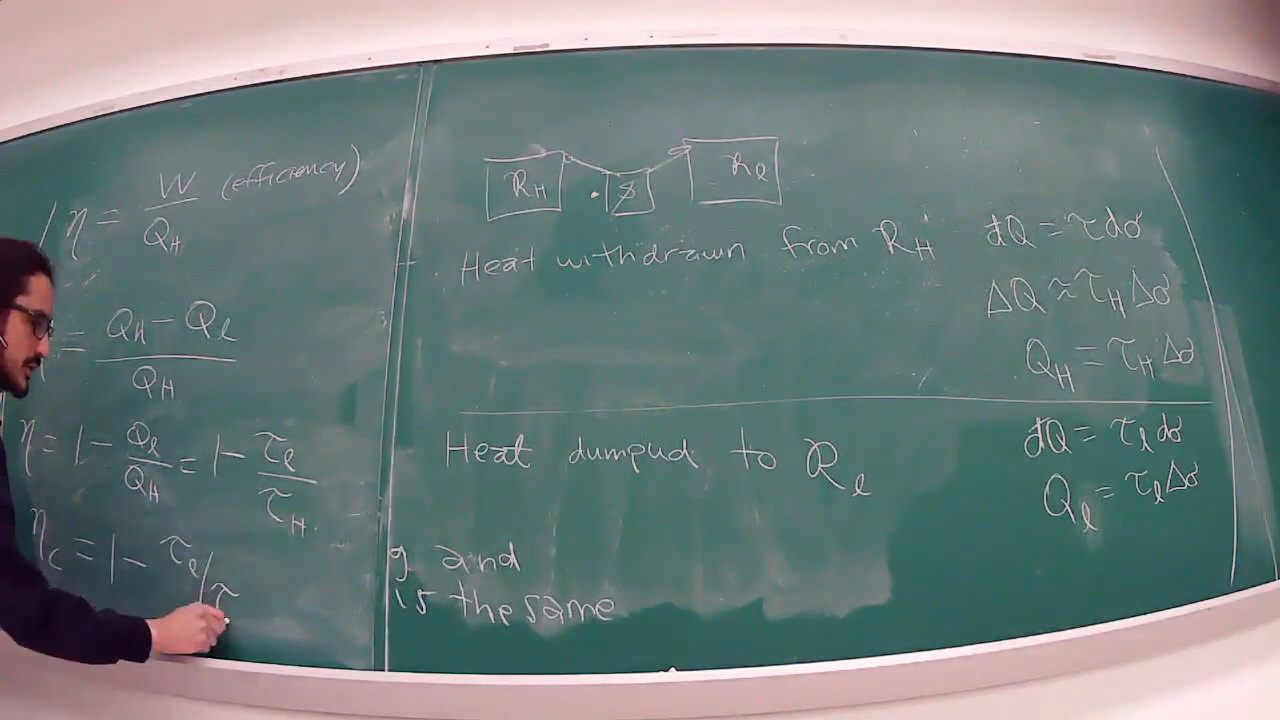 η = W/Q_H (efficiency)
= (Q_H − Q_l)/Q_H
η = 1 − Q_l/Q_H = 1 − τ_l/τ_H
η_c = 1 − τ_l/τ
R_H S R_l
Heat withdrawn from R_H
đQ = τdσ
ΔQ ≈ τ_H Δσ
Q_H = τ_H Δσ
Heat dumpud to R_l
đQ = τ_l dσ
Q_l = τ_l Δσ
g and
is the same